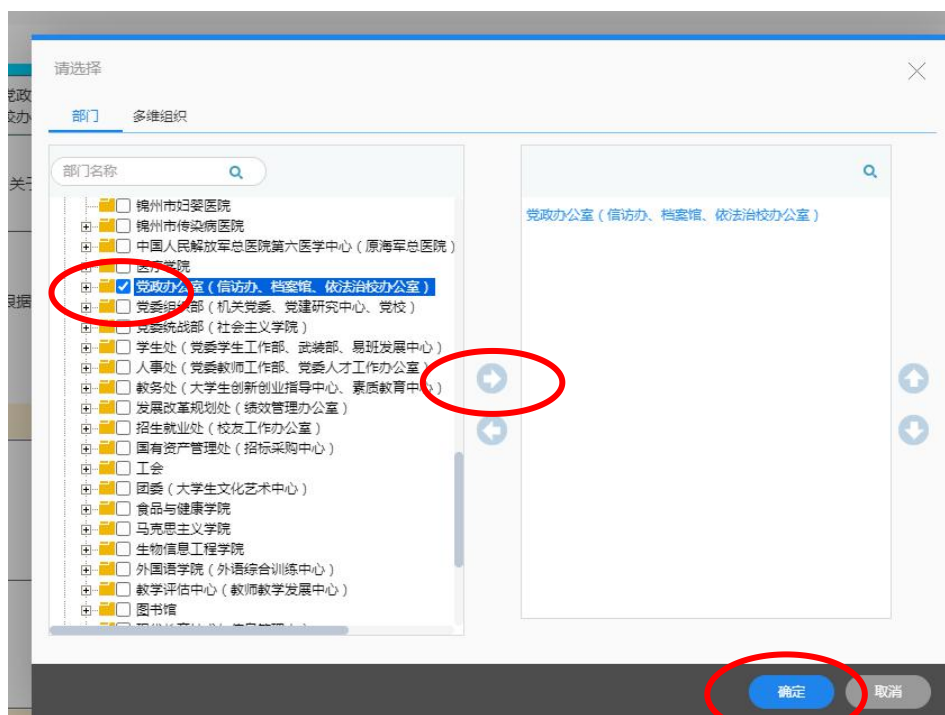 请选择
党政
校办
部门 多维组织
部门名称
关于
锦州市妇婴医院
锦州市传染病医院
中国人民解放军总医院第六医学中心（原海军总医院）
医疗学院
党政办公室（信访办、档案馆、依法治校办公室）
党政办公室（信访办、档案馆、依法治校办公室）
根据
党委组织部（机关党委、党建研究中心、党校）
党委统战部（社会主义学院）
学生处（党委学生工作部、武装部、易班发展中心）
人事处（党委教师工作部、党委人才工作办公室）
教务处（大学生创新创业指导中心、素质教育中心）
发展改革规划处（绩效管理办公室）
招生就业处（校友工作办公室）
国有资产管理处（招标采购中心）
工会
团委（大学生文化艺术中心）
食品与健康学院
马克思主义学院
生物信息工程学院
外国语学院（外语综合训练中心）
教学评估中心（教师教学发展中心）
图书馆
确定 取消